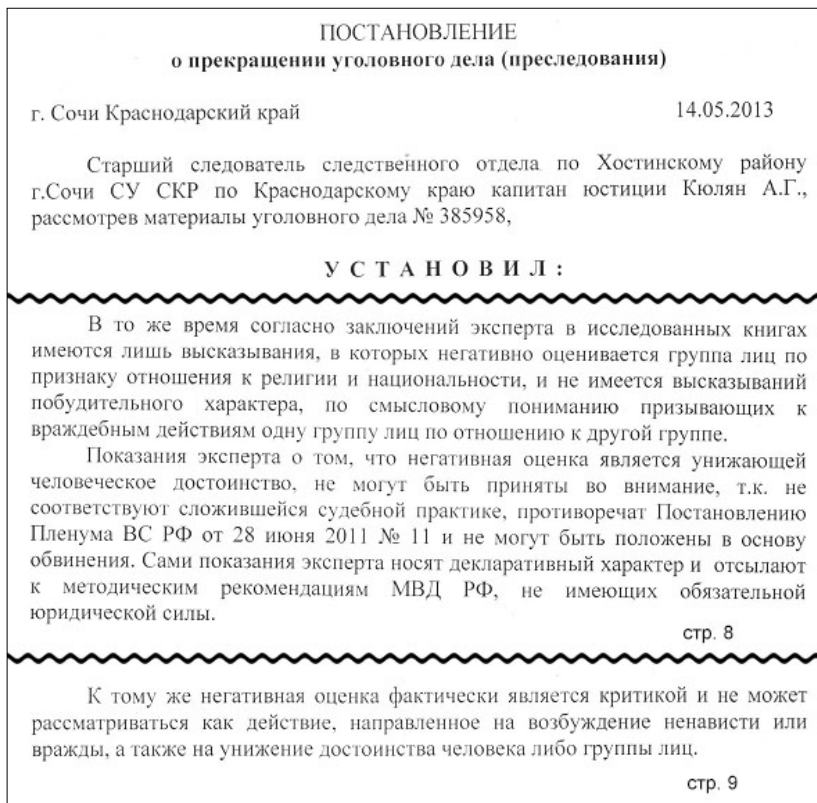 ПОСТАНОВЛЕНИЕ
о прекращении уголовного дела (преследования)
г. Сочи Краснодарский край 14.05.2013
Старший следователь следственного отдела по Хостинскому району
г.Сочи СУ СКР по Краснодарскому краю капитан юстиции Кюлян А.Г.,
рассмотрев материалы уголовного дела № 385958,
У С Т А Н О В И Л :
В то же время согласно заключений эксперта в исследованных книгах
имеются лишь высказывания, в которых негативно оценивается группа лиц по
признаку отношения к религии и национальности, и не имеется высказываний
побудительного характера, по смысловому пониманию призывающих к
враждебным действиям одну группу лиц по отношению к другой группе.
Показания эксперта о том, что негативная оценка является унижающей
человеческое достоинство, не могут быть приняты во внимание, т.к. не
соответствуют сложившейся судебной практике, противоречат Постановлению
Пленума ВС РФ от 28 июня 2011 № 11 и не могут быть положены в основу
обвинения. Сами показания эксперта носят декларативный характер и отсылают
к методическим рекомендациям МВД РФ, не имеющих обязательной
юридической силы.
стр. 8
К тому же негативная оценка фактически является критикой и не может
рассматриваться как действие, направленное на возбуждение ненависти или
вражды, а также на унижение достоинства человека либо группы лиц.
стр. 9